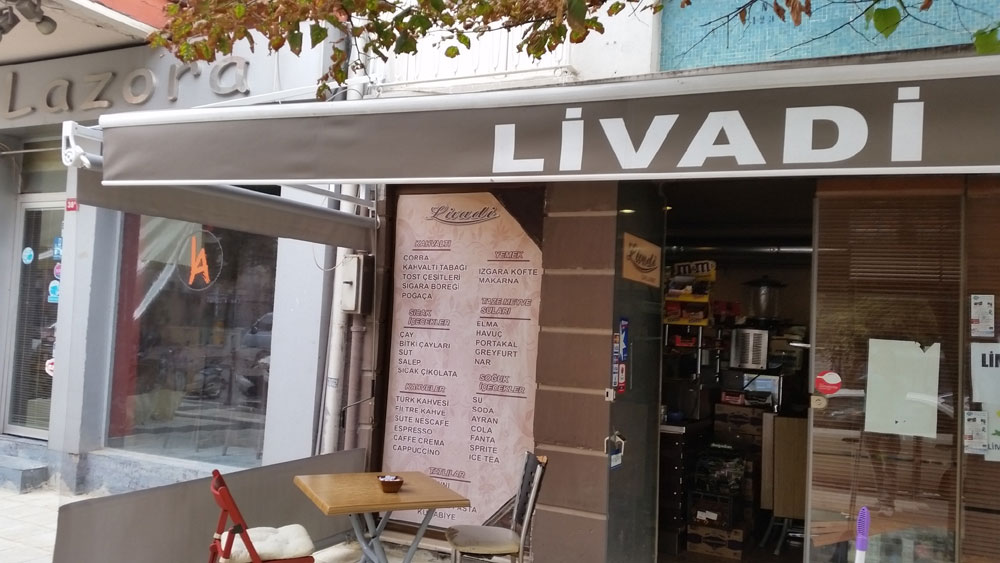 Lazora
LİVADİ
Livadi
KAHVALTI
ÇORBA
KAHVALTI TABAĞI
TOST ÇEŞİTLERİ
SİGARA BÖREĞİ
POĞAÇA
SICAK
İÇECEKLER
ÇAY
BİTKİ ÇAYLARI
SÜT
SALEP
SICAK ÇİKOLATA
KAHVELER
TÜRK KAHVESİ
FİLTRE KAHVE
SÜTE NESCAFE
ESPRESSO
CAFFE CREMA
CAPPUCCINO
TATLILAR
KURABİYE
YEMEK
IZGARA KÖFTE
MAKARNA
TAZE MEYVE
SULARI
ELMA
HAVUÇ
PORTAKAL
GREYFURT
NAR
SOĞUK
İÇECEKLER
SU
SODA
AYRAN
COLA
FANTA
SPRITE
ICE TEA
Livadi
m&m